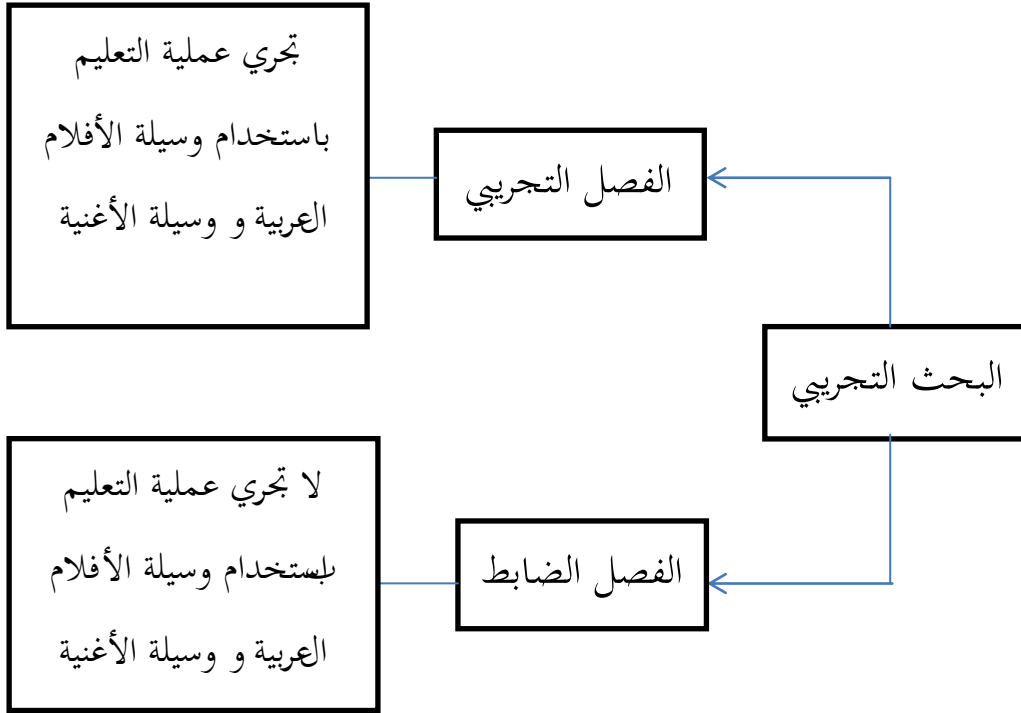 البحث التجريبي
الفصل التجريبي
تجري عملية التعليم
باستخدام وسيلة الأفلام
العربية و وسيلة الأغنية
الفصل الضابط
لا تجري عملية التعليم
باستخدام وسيلة الأفلام
العربية و وسيلة الأغنية